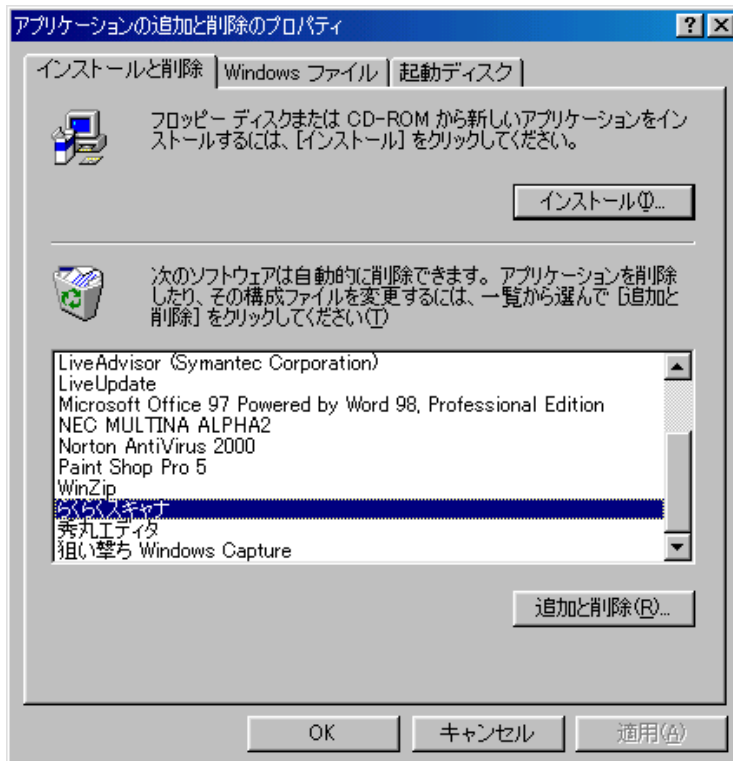 アプリケーションの追加と削除のプロパティ
インストールと削除 Windows ファイル 起動ディスク
フロッピー ディスクまたは CD-ROM から新しいアプリケーションをイン
ストールするには、[インストール] をクリックしてください。
インストール(I)...
次のソフトウェアは自動的に削除できます。アプリケーションを削除
したり、その構成ファイルを変更するには、一覧から選んで [追加と
削除] をクリックしてください(T)
LiveAdvisor (Symantec Corporation)
LiveUpdate
Microsoft Office 97 Powered by Word 98, Professional Edition
NEC MULTINA ALPHA2
Norton AntiVirus 2000
Paint Shop Pro 5
WinZip
らくらくスキャナ
秀丸エディタ
狙い撃ち Windows Capture
追加と削除(R)...
OK キャンセル 適用(A)